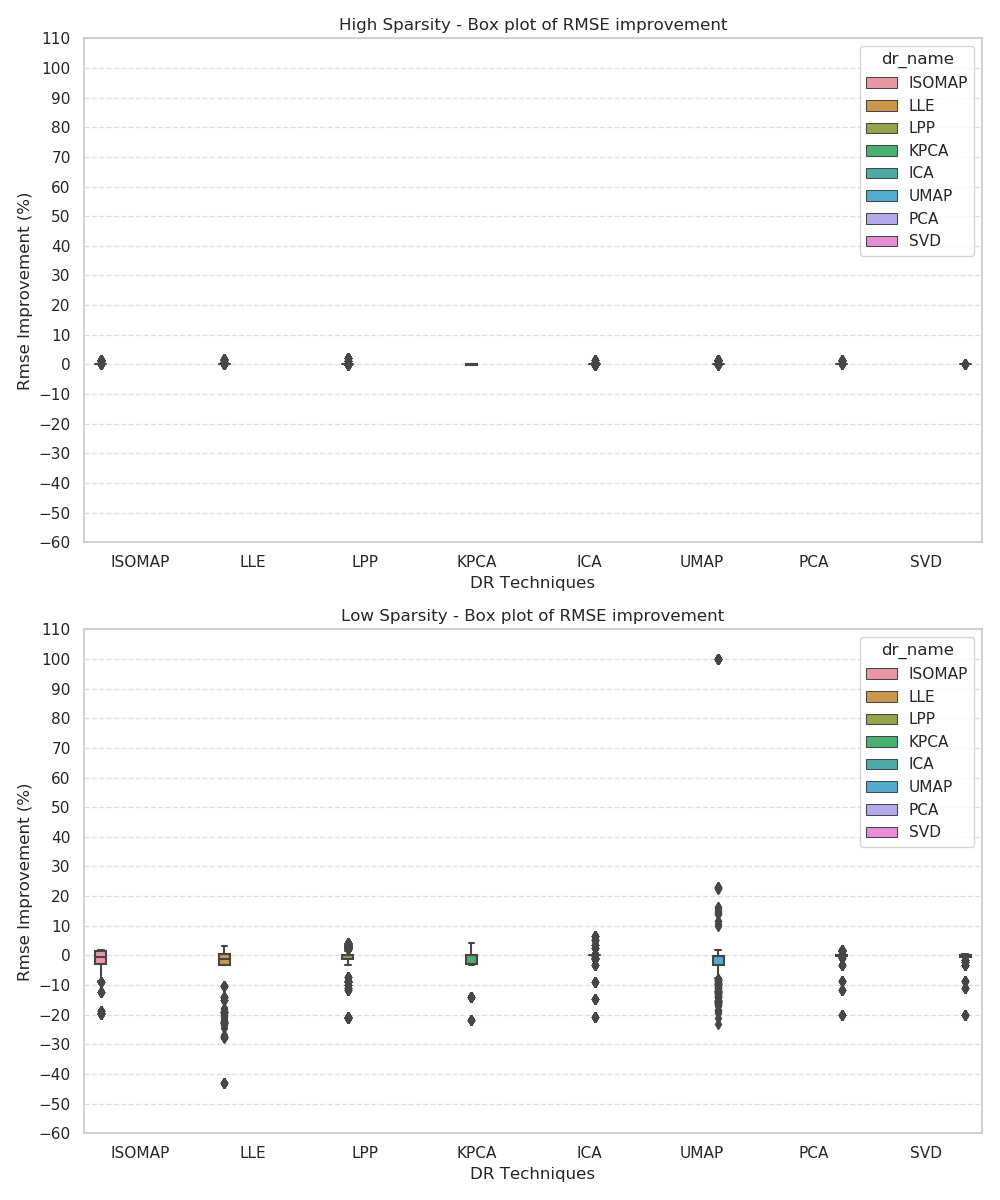 High Sparsity - Box plot of RMSE improvement
110
100
90
80
70
60
50
40
30
20
10
0
−10
−20
−30
−40
−50
−60
Rmse Improvement (%)
dr_name
ISOMAP
LLE
LPP
KPCA
ICA
UMAP
PCA
SVD
ISOMAP LLE LPP KPCA ICA UMAP PCA SVD
DR Techniques
Low Sparsity - Box plot of RMSE improvement
110
100
90
80
70
60
50
40
30
20
10
0
−10
−20
−30
−40
−50
−60
Rmse Improvement (%)
dr_name
ISOMAP
LLE
LPP
KPCA
ICA
UMAP
PCA
SVD
ISOMAP LLE LPP KPCA ICA UMAP PCA SVD
DR Techniques